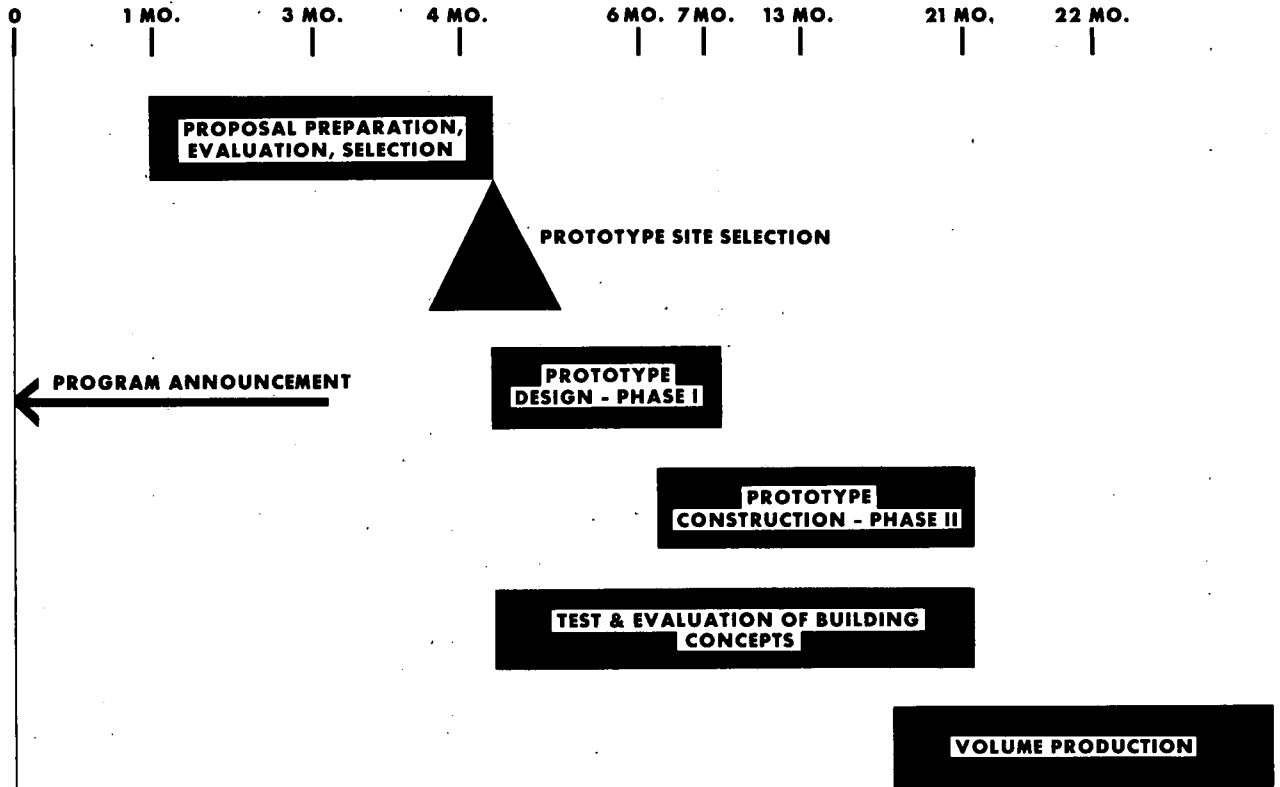 0 1 MO. 3 MO. 4 MO. 6 MO. 7 MO. 13 MO. 21 MO. 22 MO.
PROPOSAL PREPARATION,
EVALUATION, SELECTION
PROTOTYPE SITE SELECTION
PROGRAM ANNOUNCEMENT
PROTOTYPE
DESIGN - PHASE I
PROTOTYPE
CONSTRUCTION - PHASE II
TEST & EVALUATION OF BUILDING
CONCEPTS
VOLUME PRODUCTION